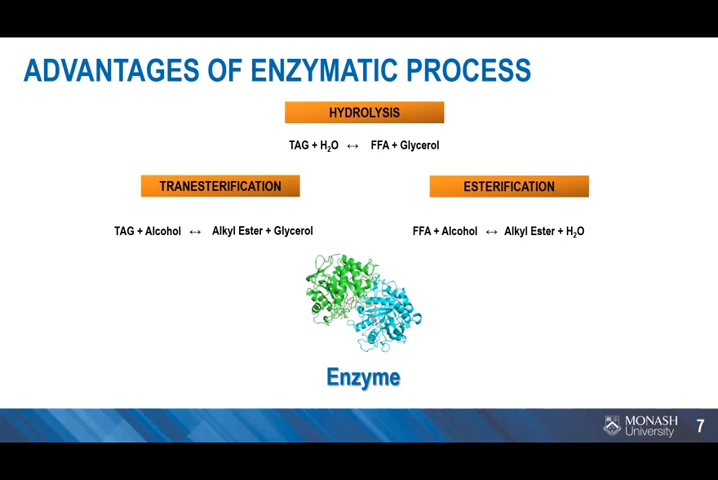 ADVANTAGES OF ENZYMATIC PROCESS
HYDROLYSIS
TAG + H₂O ↔ FFA + Glycerol
TRANESTERIFICATION
TAG + Alcohol ↔ Alkyl Ester + Glycerol
ESTERIFICATION
FFA + Alcohol ↔ Alkyl Ester + H₂O
Enzyme
MONASH
University
7